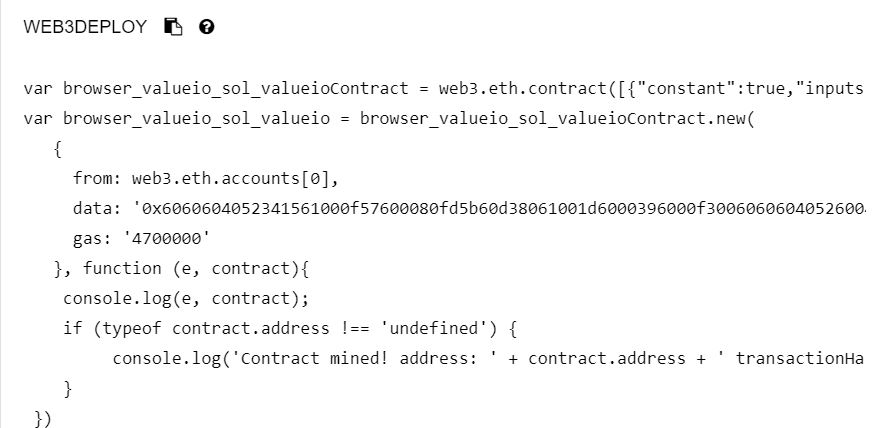 WEB3DEPLOY
var browser_valueio_sol_valueioContract = web3.eth.contract([{"constant":true,"inputs
var browser_valueio_sol_valueio = browser_valueio_sol_valueioContract.new(
{
from: web3.eth.accounts[0],
data: '0x6060604052341561000f57600080fd5b60d38061001d6000396000f3006060604052600
gas: '4700000'
}, function (e, contract){
console.log(e, contract);
if (typeof contract.address !== 'undefined') {
console.log('Contract mined! address: ' + contract.address + ' transactionHa
}
})